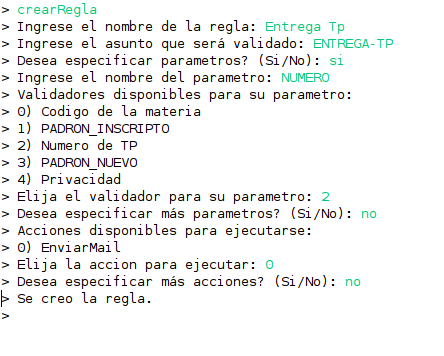 > crearRegla
> Ingrese el nombre de la regla: Entrega Tp
> Ingrese el asunto que será validado: ENTREGA-TP
> Desea especificar parametros? (Si/No): si
> Ingrese el nombre del parametro: NUMERO
> Validadores disponibles para su parametro:
> 0) Codigo de la materia
> 1) PADRON_INSCRIPTO
> 2) Numero de TP
> 3) PADRON_NUEVO
> 4) Privacidad
> Elija el validador para su parametro: 2
> Desea especificar más parametros? (Si/No): no
> Acciones disponibles para ejecutarse:
> 0) EnviarMail
> Elija la accion para ejecutar: 0
> Desea especificar más acciones? (Si/No): no
> Se creo la regla.
>